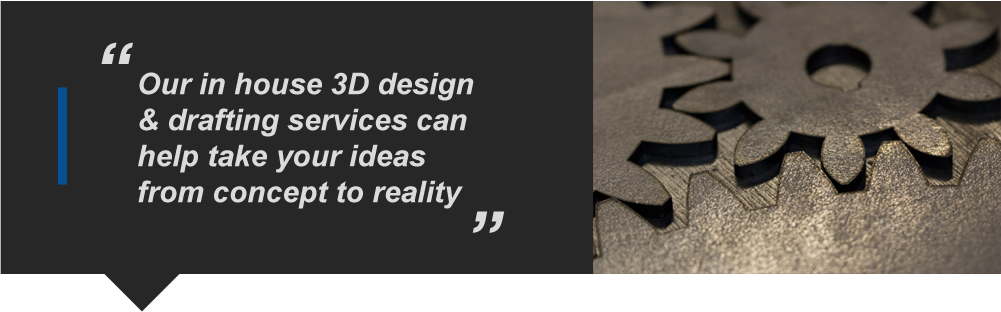 “Our in house 3D design
& drafting services can
help take your ideas
from concept to reality”